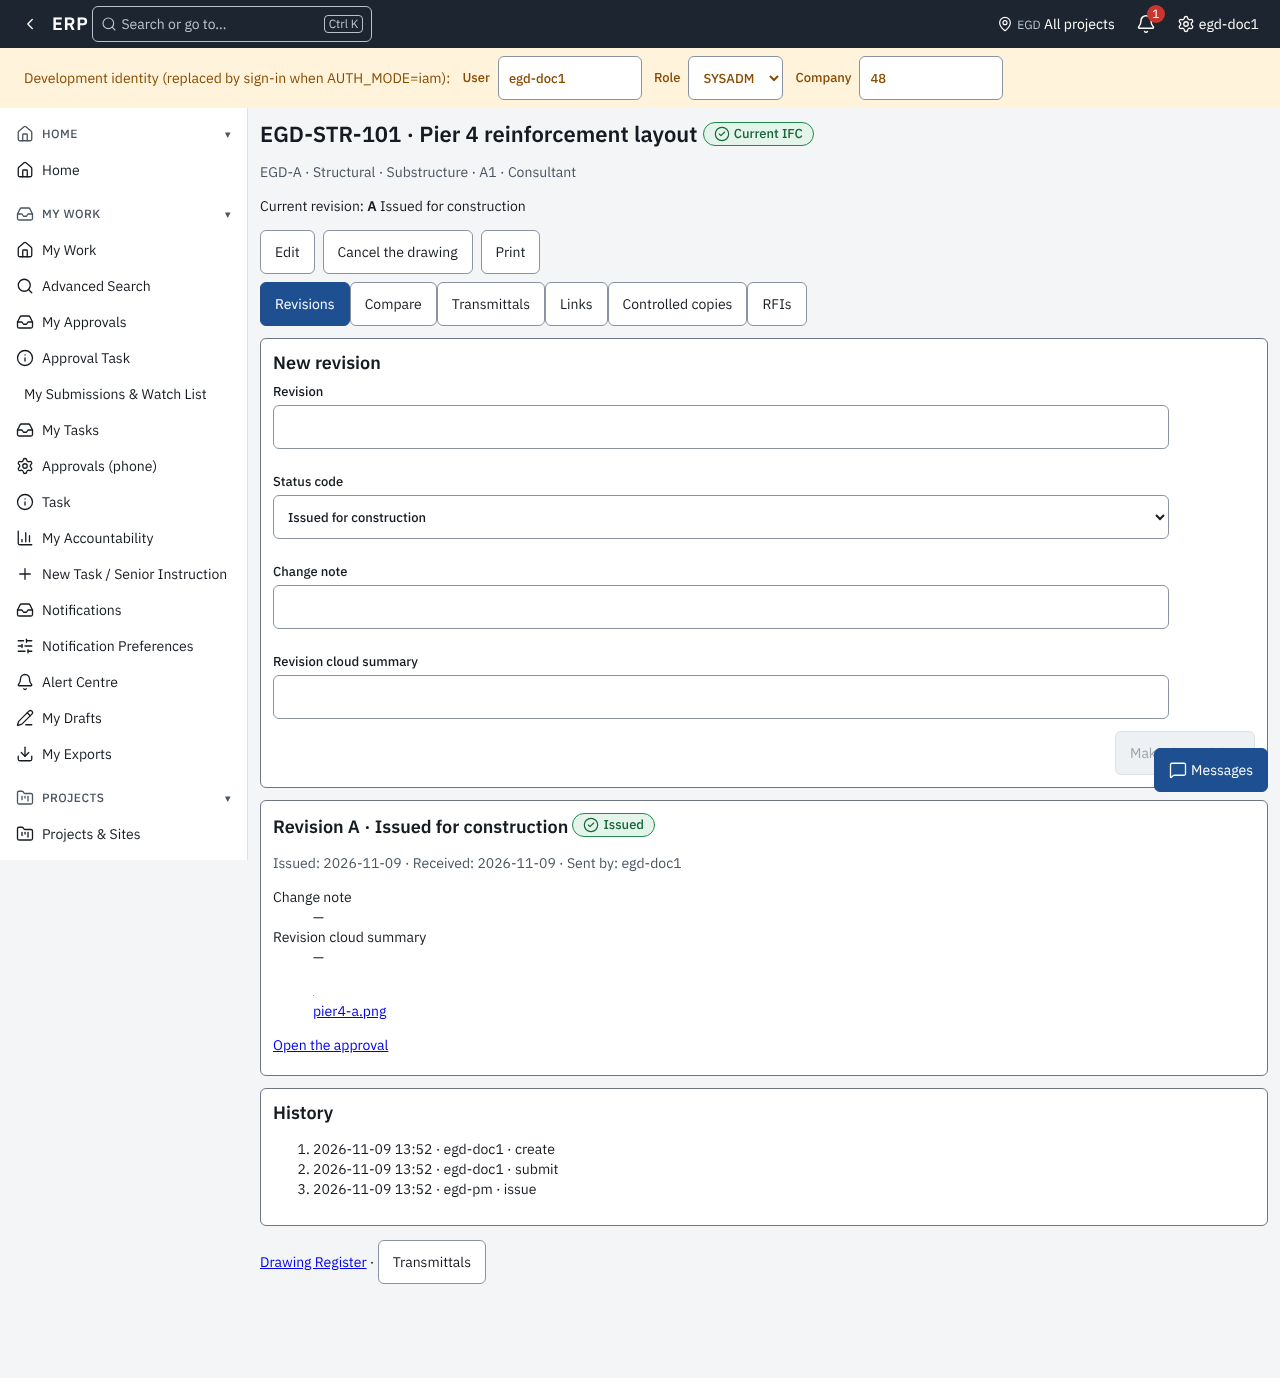 ERP
Search or go to...
Ctrl K
EGD All projects
1
egd-doc1
Development identity (replaced by sign-in when AUTH_MODE=iam): User egd-doc1 Role SYSADM Company 48
HOME
Home
MY WORK
My Work
Advanced Search
My Approvals
Approval Task
My Submissions & Watch List
My Tasks
Approvals (phone)
Task
My Accountability
New Task / Senior Instruction
Notifications
Notification Preferences
Alert Centre
My Drafts
My Exports
PROJECTS
Projects & Sites
EGD-STR-101 · Pier 4 reinforcement layout Current IFC
EGD-A · Structural · Substructure · A1 · Consultant
Current revision: A Issued for construction
Edit Cancel the drawing Print
Revisions Compare Transmittals Links Controlled copies RFIs
New revision
Revision
Status code
Issued for construction
Change note
Revision cloud summary
Messages
Revision A · Issued for construction Issued
Issued: 2026-11-09 · Received: 2026-11-09 · Sent by: egd-doc1
Change note
—
Revision cloud summary
—
pier4-a.png
Open the approval
History
1. 2026-11-09 13:52 · egd-doc1 · create
2. 2026-11-09 13:52 · egd-doc1 · submit
3. 2026-11-09 13:52 · egd-pm · issue
Drawing Register · Transmittals